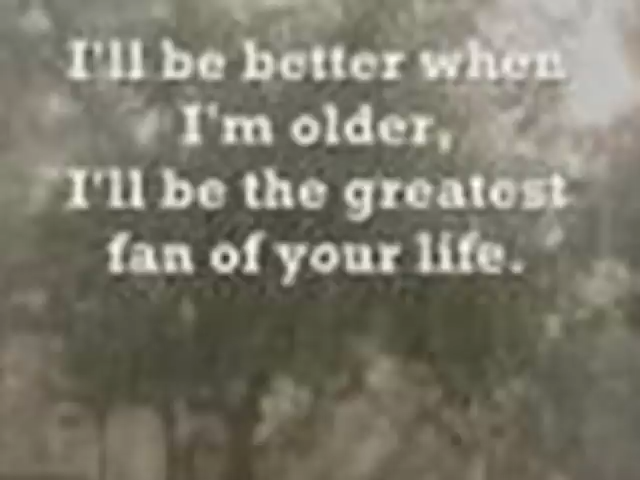 I'll be better when
I'm older,
I'll be the greatest
fan of your life.